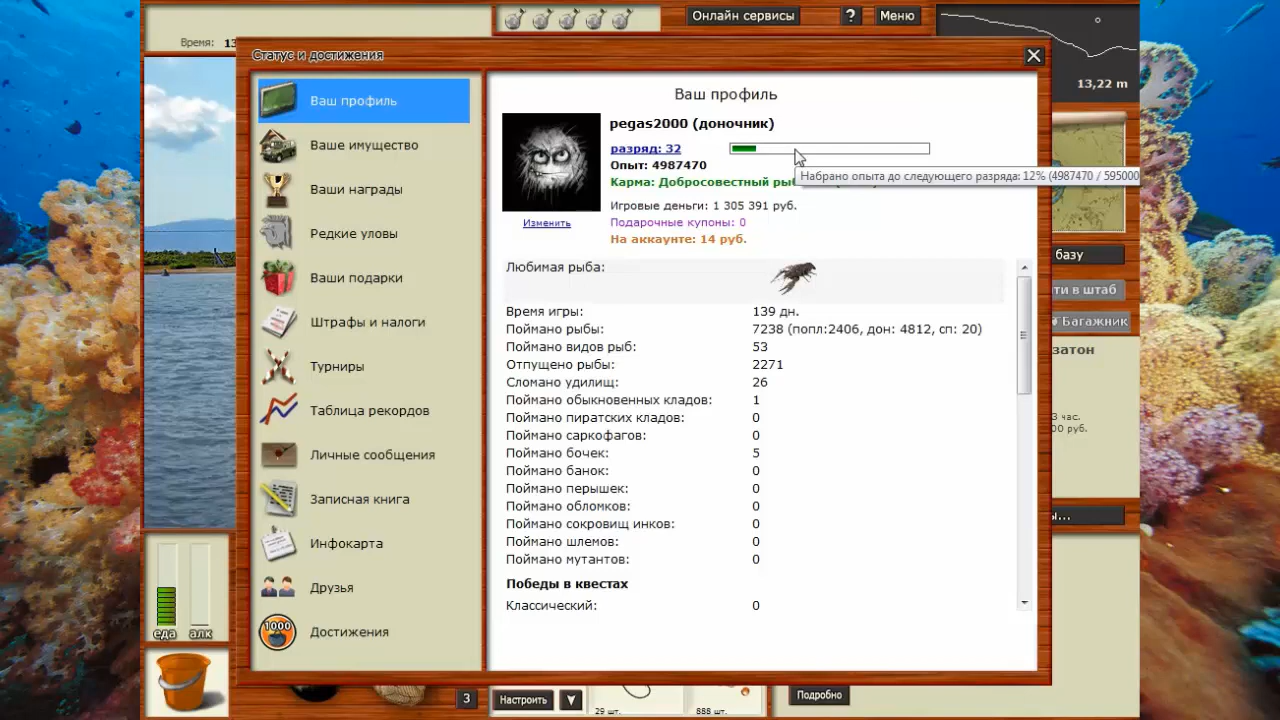 Онлайн сервисы
?
Меню
Время: 13
Статус и достижения
13,22 m
Ваш профиль
Ваше имущество
Ваши награды
Редкие уловы
Ваши подарки
Штрафы и налоги
Турниры
Таблица рекордов
Личные сообщения
Записная книга
Инфокарта
Друзья
1000
Достижения
Ваш профиль
pegas2000 (доночник)
разряд: 32
Опыт: 4987470
Набрано опыта до следующего разряда: 12% (4987470 / 595000
Карма: Добросовестный
Игровые деньги: 1 305 391 руб.
Подарочные купоны: 0
Изменить
На аккаунте: 14 руб.
Любимая рыба:
Время игры: 139 дн.
Поймано рыбы: 7238 (попл:2406, дон: 4812, сп: 20)
Поймано видов рыб: 53
Отпущено рыбы: 2271
Сломано удилищ: 26
Поймано обыкновенных кладов: 1
Поймано пиратских кладов: 0
Поймано саркофагов: 0
Поймано бочек: 5
Поймано банок: 0
Поймано перышек: 0
Поймано обломков: 0
Поймано сокровищ инков: 0
Поймано шлемов: 0
Поймано мутантов: 0
Победы в квестах
Классический: 0
базу
ти в штаб
Багажник
затон
3 час.
00 руб.
ы...
еда
алк
3
Настроить
29 шт.
888 шт.
Подробно